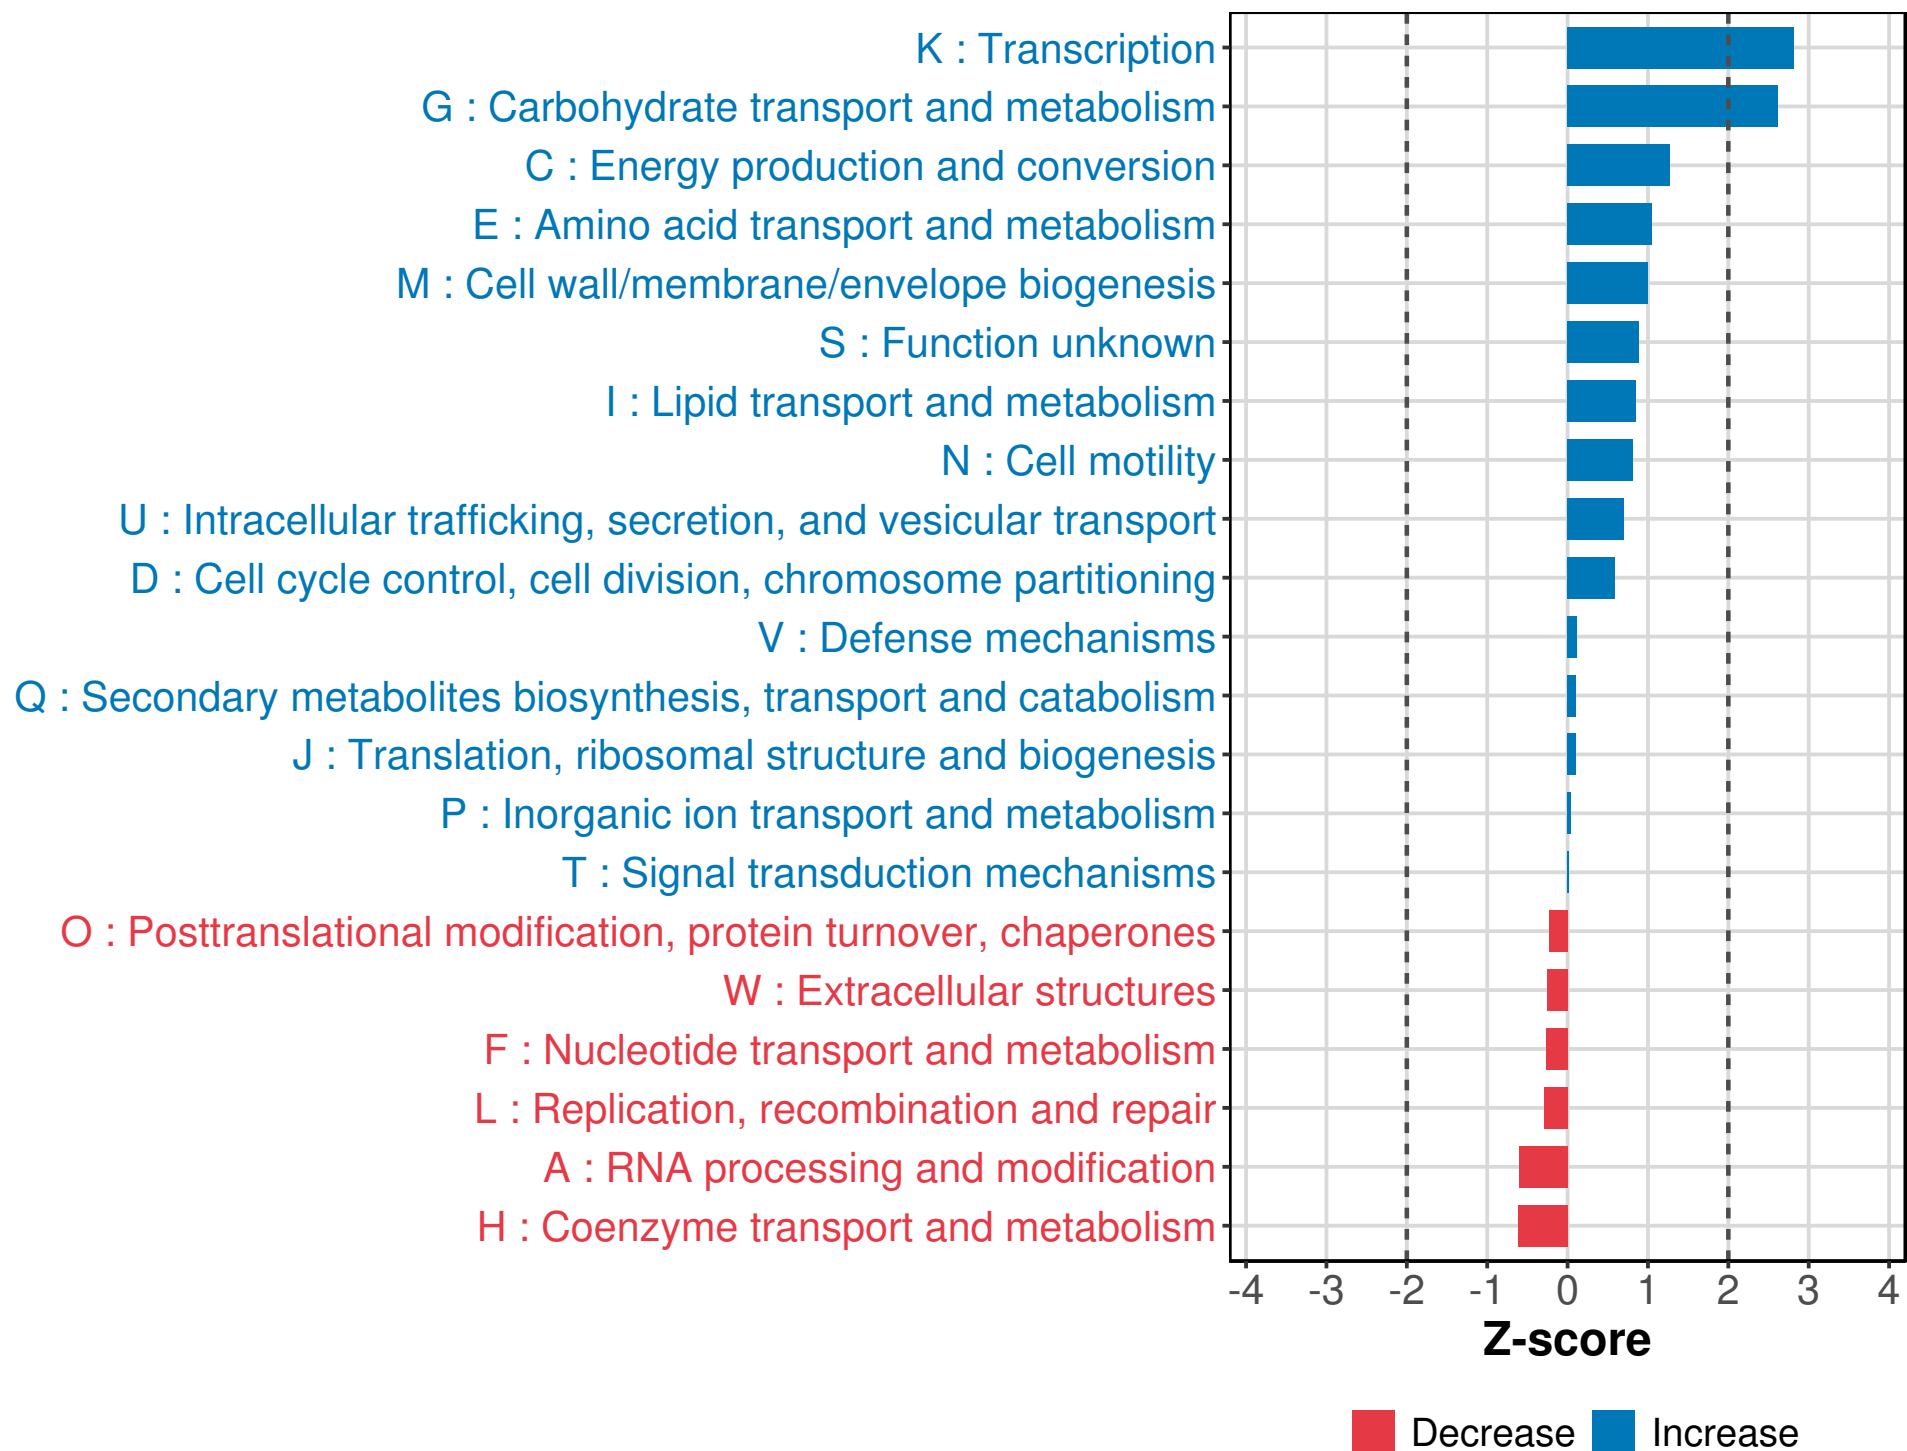 K : Transcription
G : Carbohydrate transport and metabolism
C : Energy production and conversion
E : Amino acid transport and metabolism
M : Cell wall/membrane/envelope biogenesis
S : Function unknown
I : Lipid transport and metabolism
N : Cell motility
U : Intracellular trafficking, secretion, and vesicular transport
D : Cell cycle control, cell division, chromosome partitioning
V : Defense mechanisms
Q : Secondary metabolites biosynthesis, transport and catabolism
J : Translation, ribosomal structure and biogenesis
P : Inorganic ion transport and metabolism
T : Signal transduction mechanisms
O : Posttranslational modification, protein turnover, chaperones
W : Extracellular structures
F : Nucleotide transport and metabolism
L : Replication, recombination and repair
A : RNA processing and modification
H : Coenzyme transport and metabolism
-4 -3 -2 -1 0 1 2 3 4
Z-score
Decrease Increase